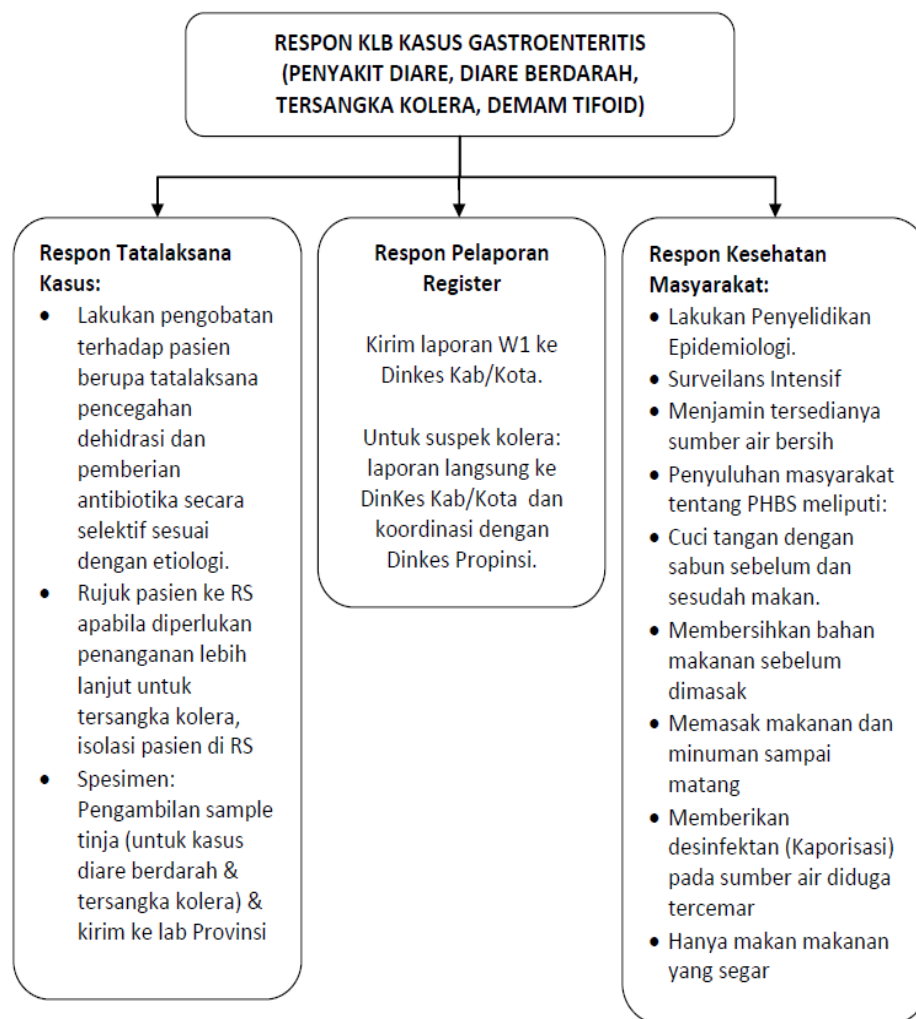 RESPON KLB KASUS GASTROENTERITIS
(PENYAKIT DIARE, DIARE BERDARAH,
TERSANGKA KOLERA, DEMAM TIFOID)
Respon Tatalaksana
Kasus:
• Lakukan pengobatan
terhadap pasien
berupa tatalaksana
pencegahan
dehidrasi dan
pemberian
antibiotika secara
selektif sesuai
dengan etiologi.
• Rujuk pasien ke RS
apabila diperlukan
penanganan lebih
lanjut untuk
tersangka kolera,
isolasi pasien di RS
• Spesimen:
Pengambilan sample
tinja (untuk kasus
diare berdarah &
tersangka kolera) &
kirim ke lab Provinsi
Respon Pelaporan
Register
Kirim laporan W1 ke
Dinkes Kab/Kota.
Untuk suspek kolera:
laporan langsung ke
DinKes Kab/Kota dan
koordinasi dengan
Dinkes Propinsi.
Respon Kesehatan
Masyarakat:
• Lakukan Penyelidikan
Epidemiologi.
• Surveilans Intensif
• Menjamin tersedianya
sumber air bersih
• Penyuluhan masyarakat
tentang PHBS meliputi:
• Cuci tangan dengan
sabun sebelum dan
sesudah makan.
• Membersihkan bahan
makanan sebelum
dimasak
• Memasak makanan dan
minuman sampai
matang
• Memberikan
desinfektan (Kaporisasi)
pada sumber air diduga
tercemar
• Hanya makan makanan
yang segar